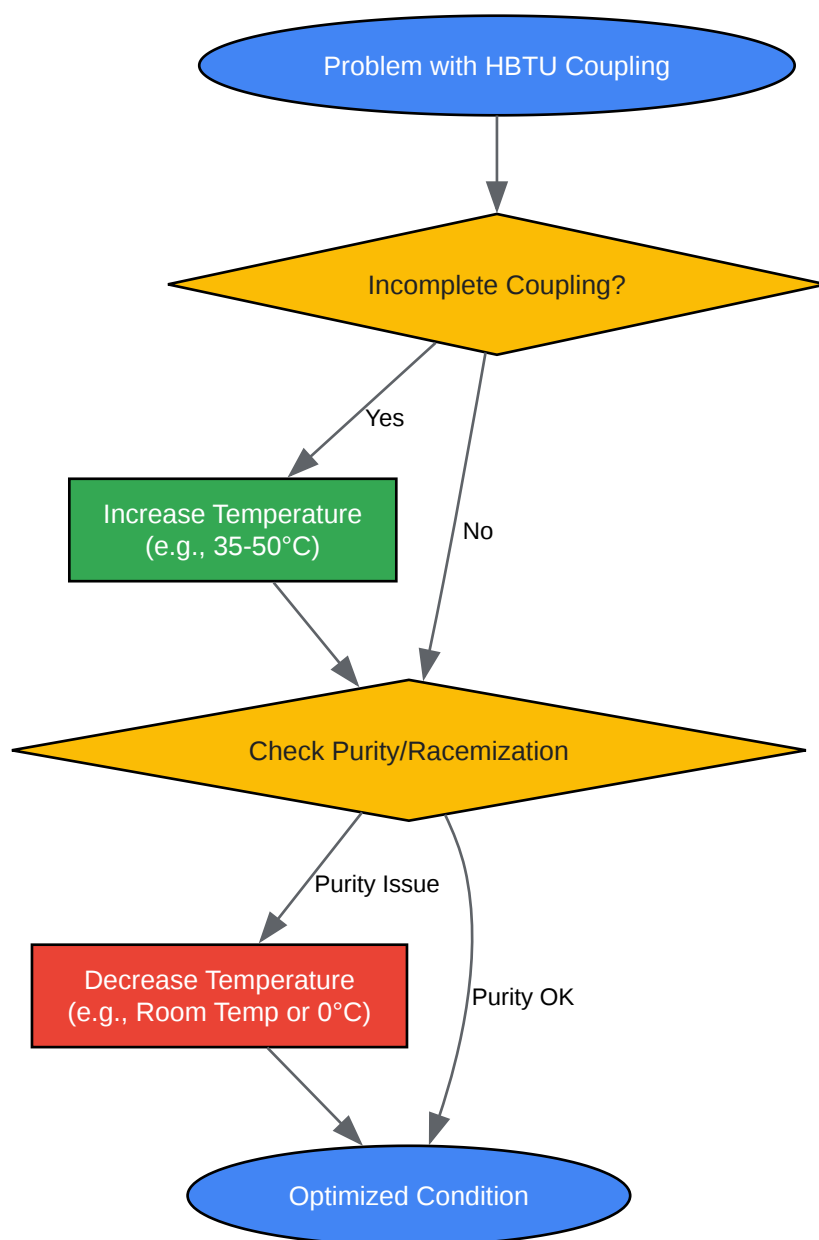 Problem with HBTU Coupling
Incomplete Coupling?
Yes
Increase Temperature
(e.g., 35-50°C)
No
Check Purity/Racemization
Purity Issue
Decrease Temperature
(e.g., Room Temp or 0°C)
Purity OK
Optimized Condition